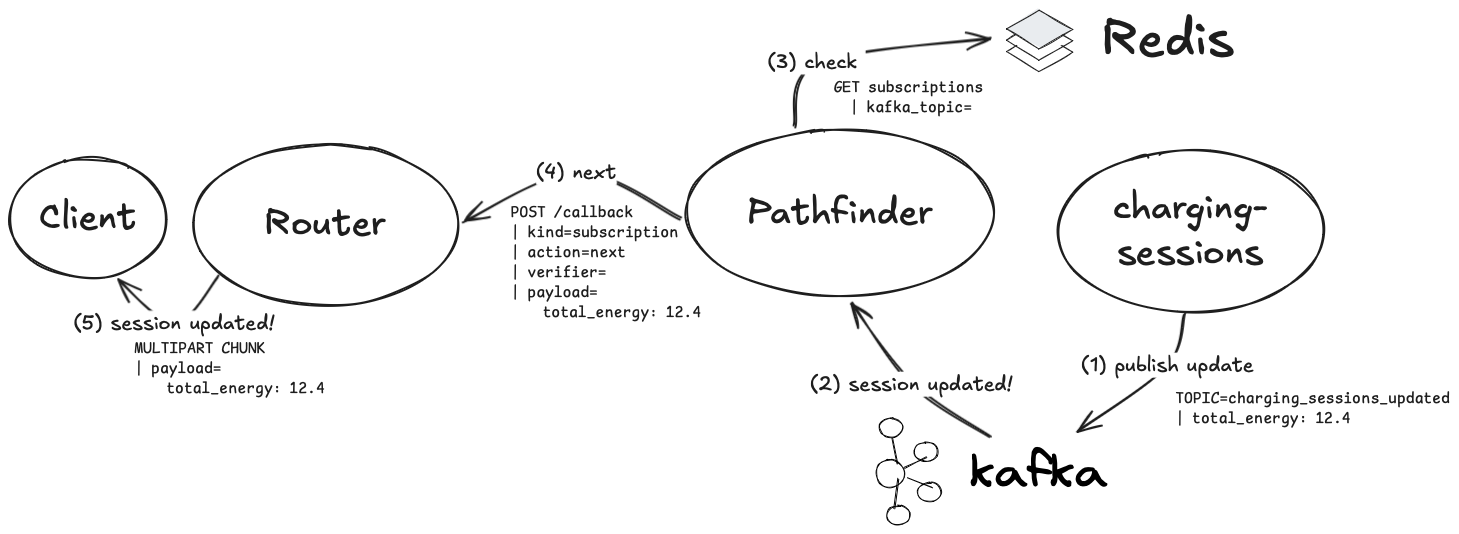 (3) check
GET subscriptions
| kafka_topic=
Redis
Client
Router
(4) next
POST /callback
| kind=subscription
| action=next
| verifier=
| payload=
total_energy: 12.4
Pathfinder
charging-
sessions
(5) session updated!
MULTIPART CHUNK
| payload=
total_energy: 12.4
(2) session updated!
(1) publish update
TOPIC=charging_sessions_updated
| total_energy: 12.4
kafka